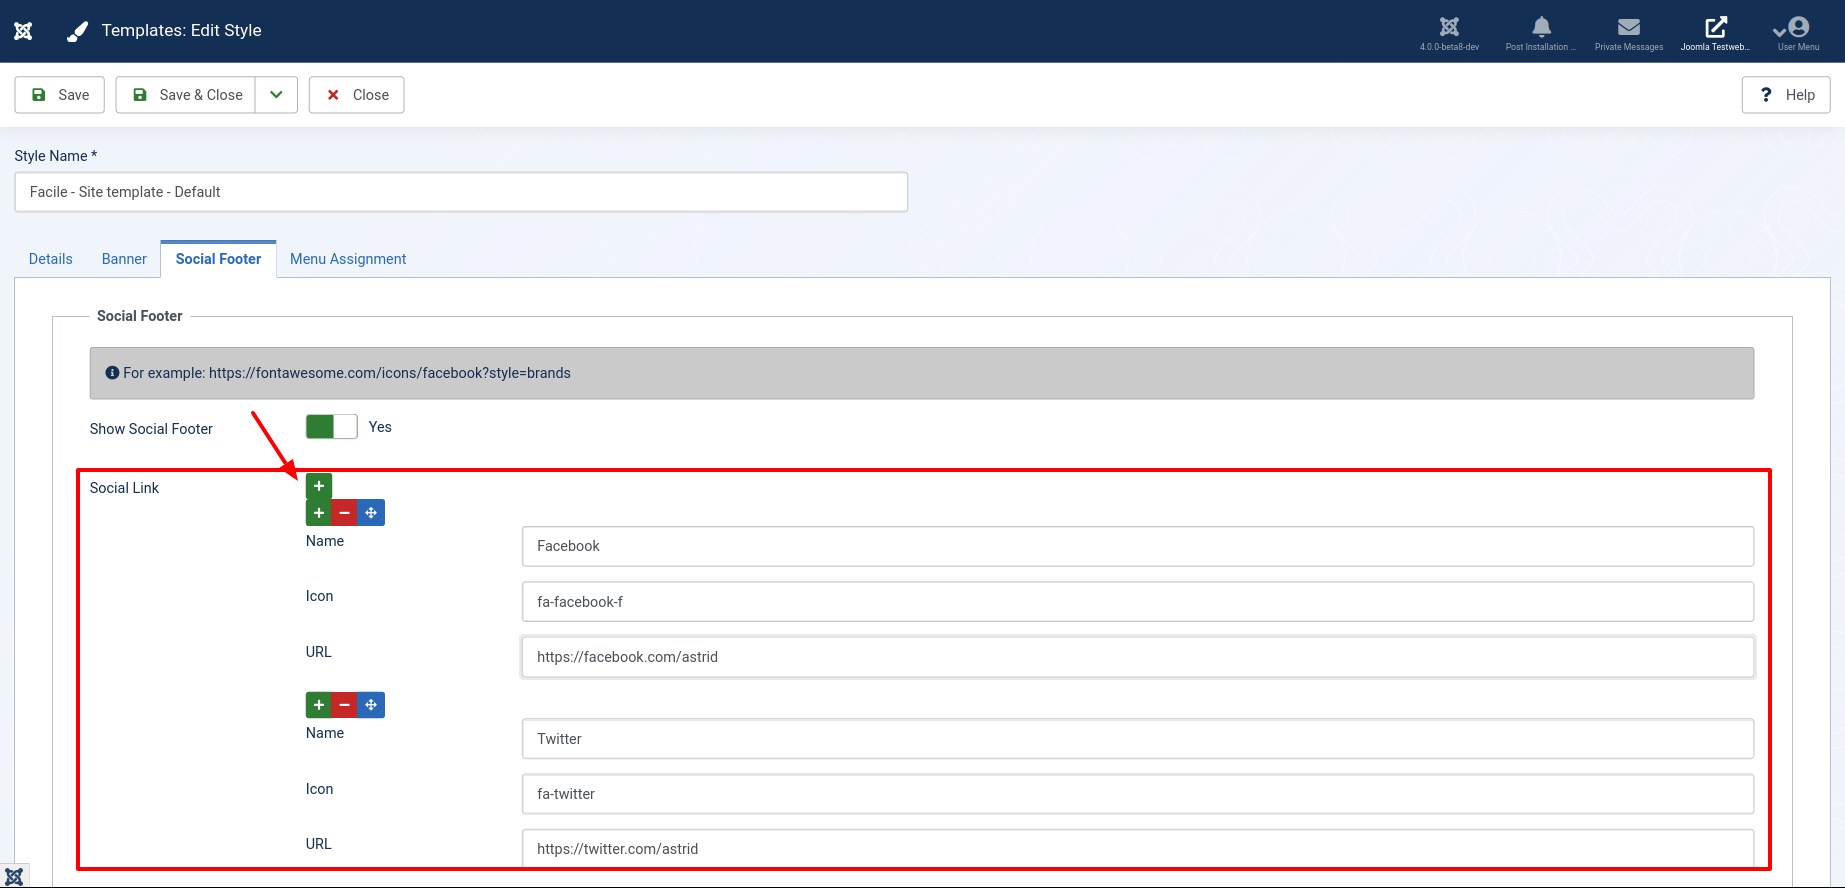 Templates: Edit Style
4.0.0-beta8-dev
Post Installation ...
Private Messages
Joomla Testweb...
User Menu
Save
Save & Close
Close
Help
Style Name *
Facile - Site template - Default
Details
Banner
Social Footer
Menu Assignment
Social Footer
For example: https://fontawesome.com/icons/facebook?style=brands
Show Social Footer
Yes
Social Link
Name
Facebook
Icon
fa-facebook-f
URL
https://facebook.com/astrid
Name
Twitter
Icon
fa-twitter
URL
https://twitter.com/astrid